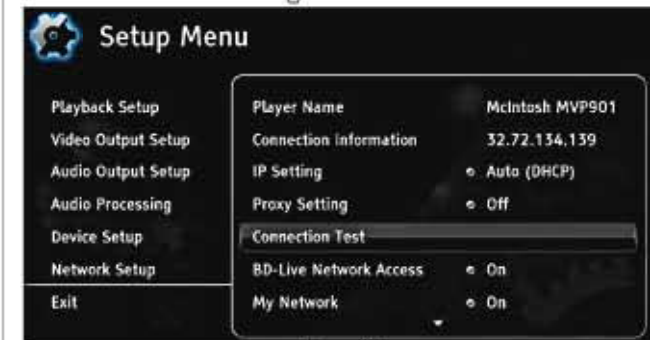 Setup Menu
Playback Setup
Video Output Setup
Audio Output Setup
Audio Processing
Device Setup
Network Setup
Exit
Player Name McIntosh MVP901
Connection Information 32.72.134.139
IP Setting Auto (DHCP)
Proxy Setting Off
Connection Test
BD-Live Network Access On
My Network On